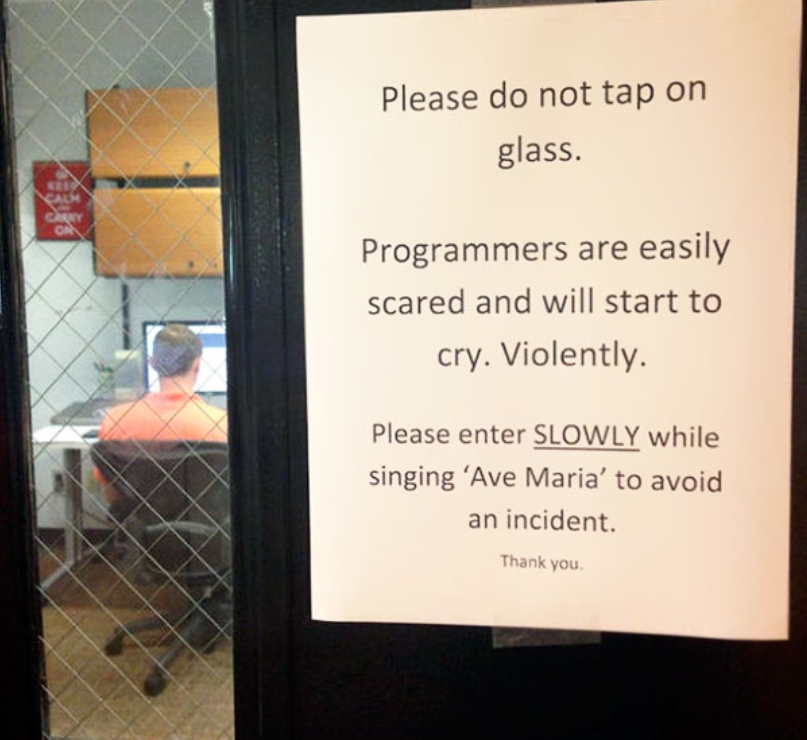 Please do not tap on
glass.
Programmers are easily
scared and will start to
cry. Violently.
Please enter SLOWLY while
singing ‘Ave Maria’ to avoid
an incident.
Thank you.
KEEP
CALM
CARRY
ON